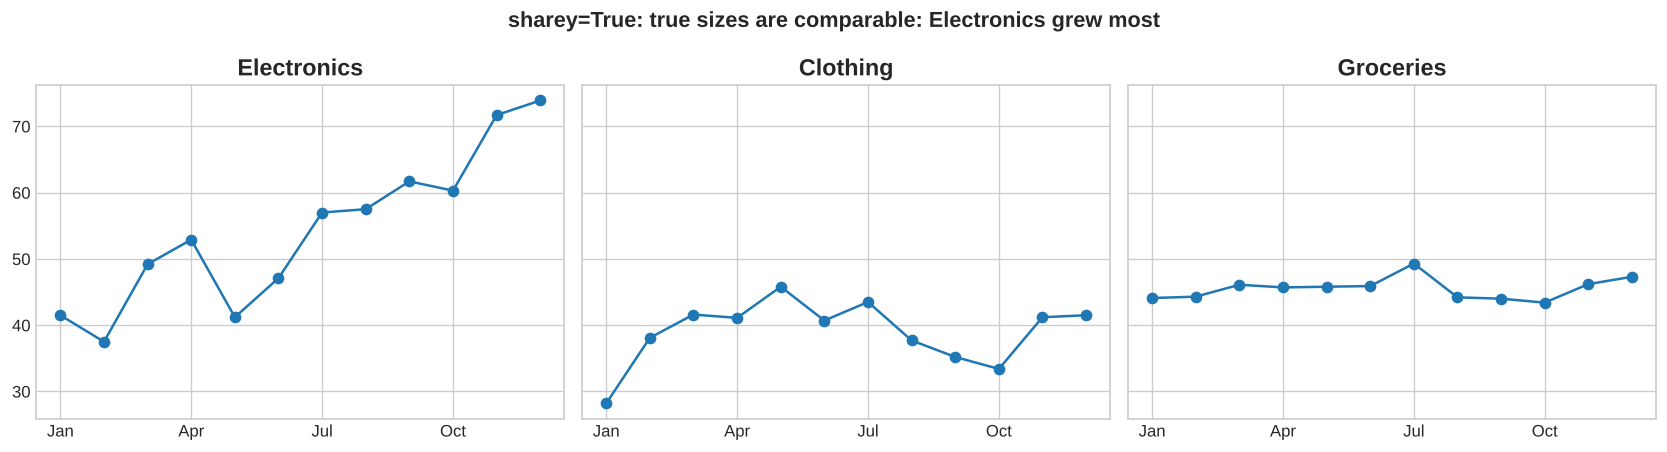 sharey=True: true sizes are comparable: Electronics grew most
Electronics
Clothing
Groceries
70
60
50
40
30
Jan Apr Jul Oct
Jan Apr Jul Oct
Jan Apr Jul Oct